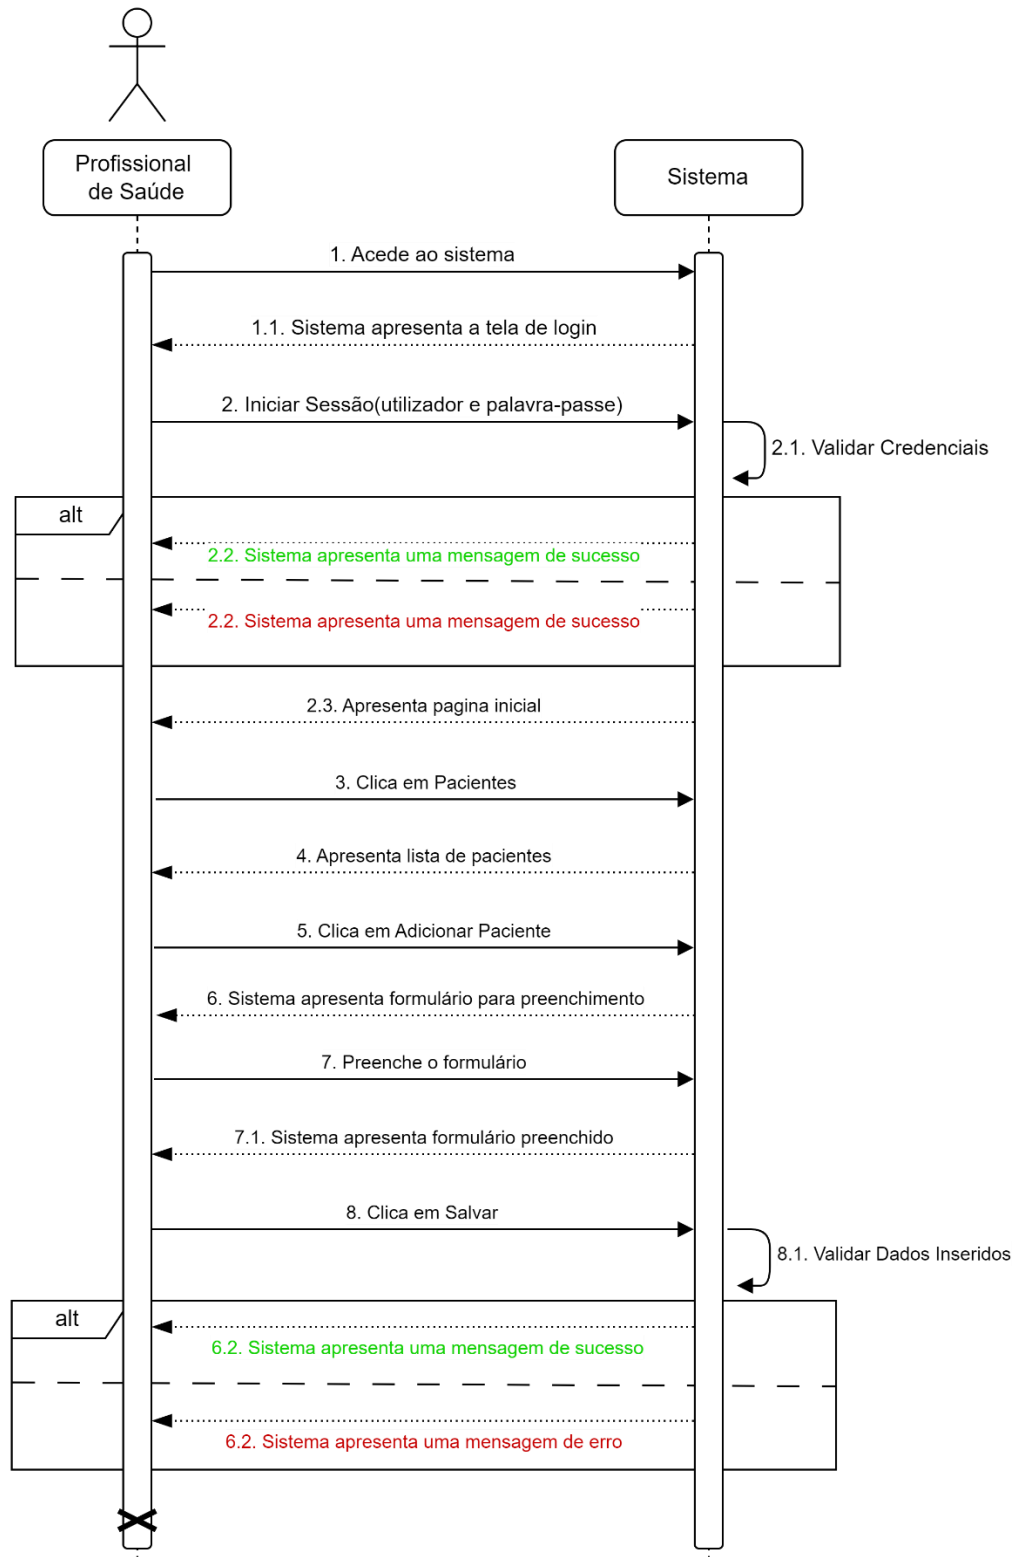 Profissional
de Saúde
Sistema
1. Acede ao sistema
1.1. Sistema apresenta a tela de login
2. Iniciar Sessão(utilizador e palavra-passe)
2.1. Validar Credenciais
alt
2.2. Sistema apresenta uma mensagem de sucesso
2.2. Sistema apresenta uma mensagem de sucesso
2.3. Apresenta pagina inicial
3. Clica em Pacientes
4. Apresenta lista de pacientes
5. Clica em Adicionar Paciente
6. Sistema apresenta formulário para preenchimento
7. Preenche o formulário
7.1. Sistema apresenta formulário preenchido
8. Clica em Salvar
8.1. Validar Dados Inseridos
alt
6.2. Sistema apresenta uma mensagem de sucesso
6.2. Sistema apresenta uma mensagem de erro